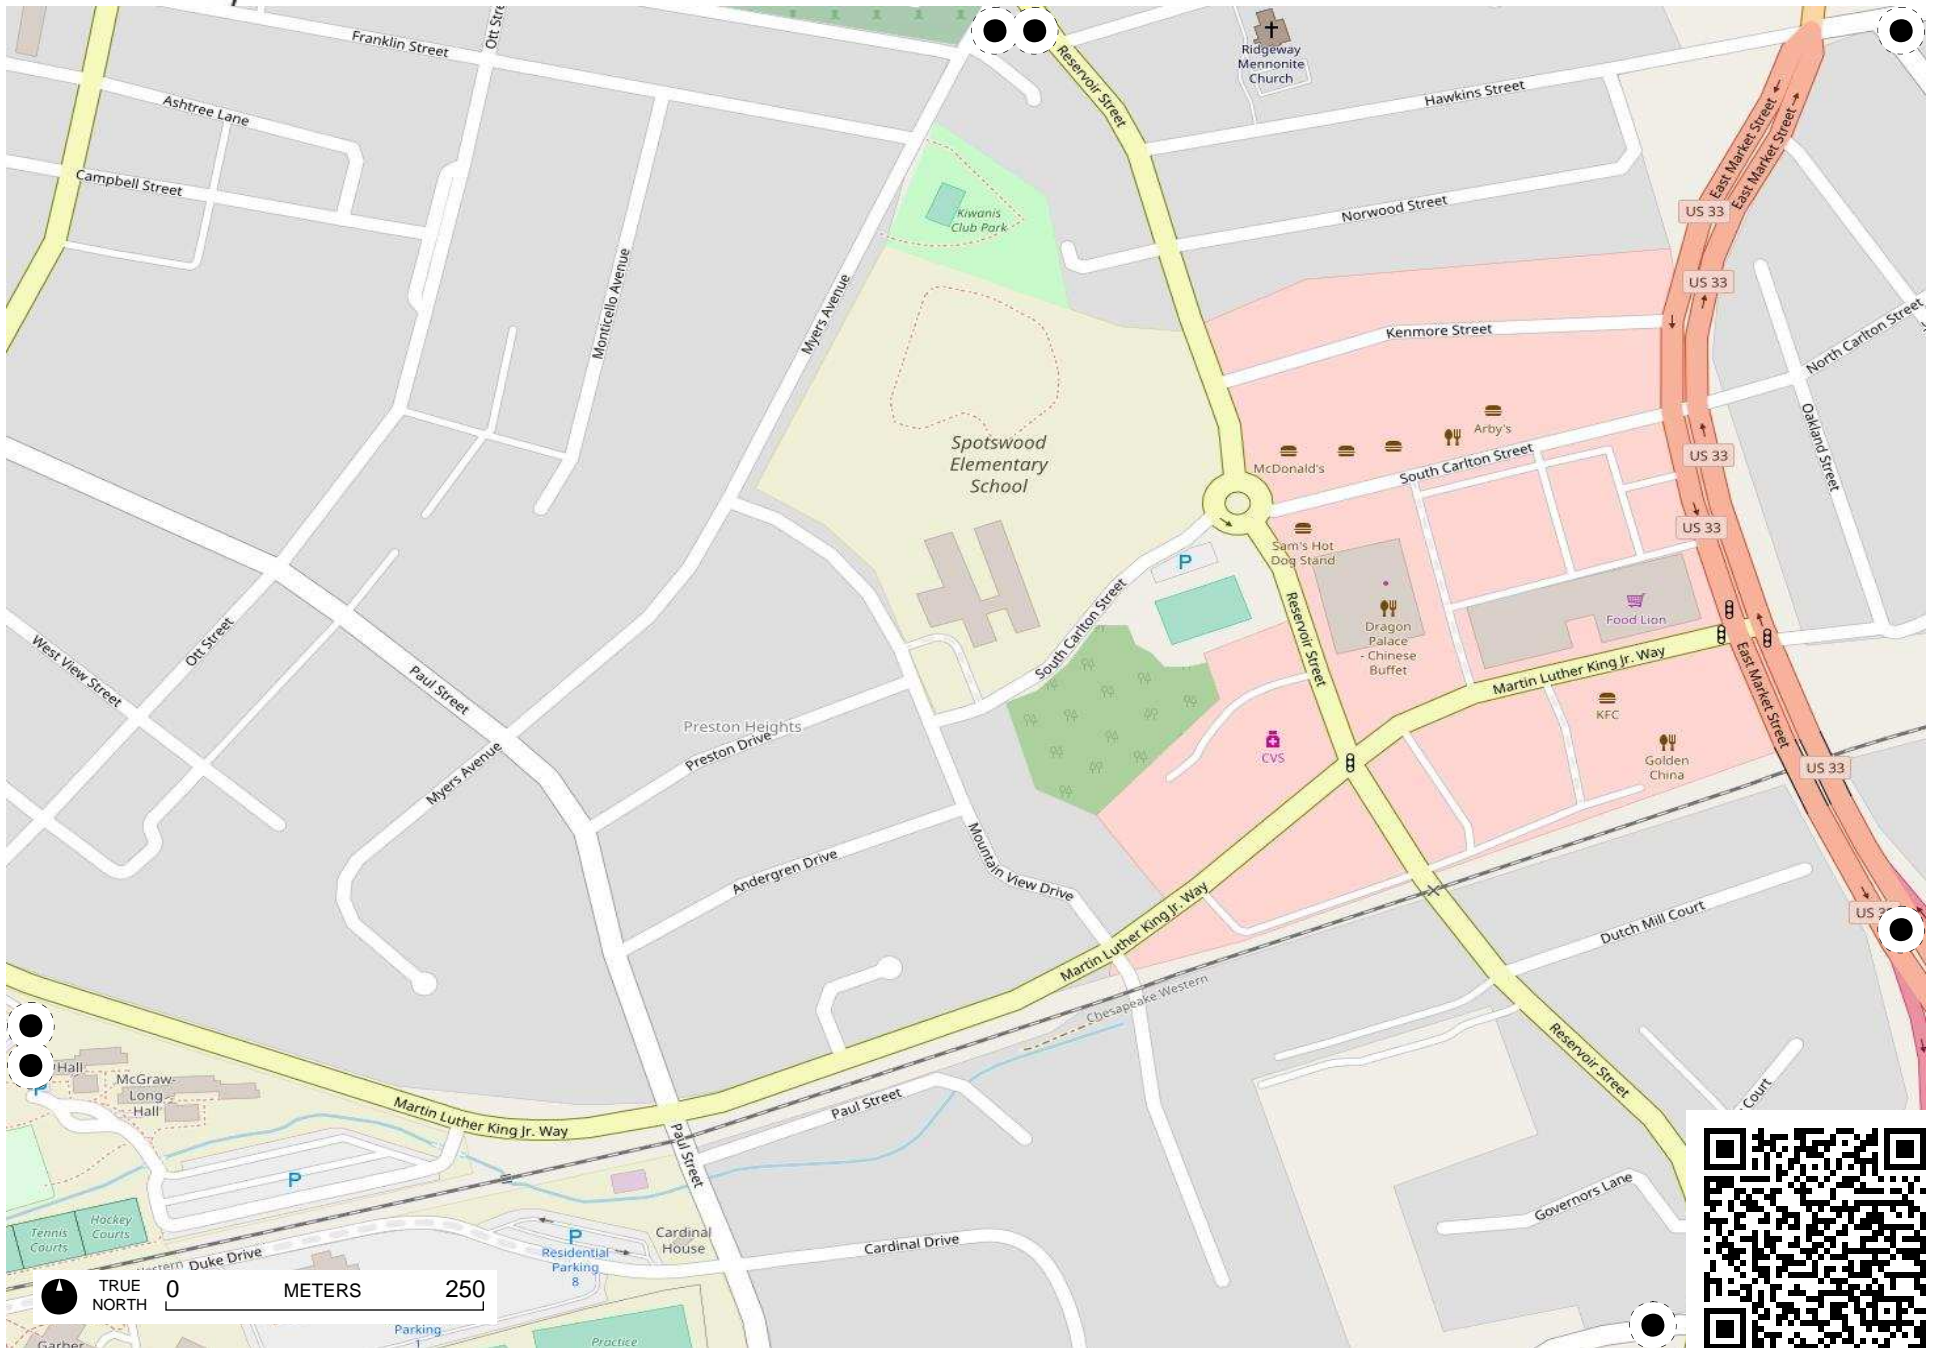 Franklin Street
Ott Stre
Reservoir Street
Ridgeway
Mennonite
Church
Hawkins Street
Ashtree Lane
East Market Street
East Market Street
Campbell Street
Kiwanis
Club Park
Norwood Street
US 33
US 33
Monticello Avenue
Myers Avenue
Kenmore Street
North Carlton Street
Arby's
McDonald's
South Carlton Street
Oakland Street
US 33
Spotswood
Elementary
School
US 33
Sam's Hot
Dog Stand
P
South Carlton Street
Reservoir Street
Dragon
Palace
- Chinese
Buffet
Food Lion
West View Street
Ott Street
Paul Street
Martin Luther King Jr. Way
East Market Street
Preston Heights
Preston Drive
KFC
CVS
Golden
China
US 33
Myers Avenue
Mountain View Drive
Andergren Drive
Martin Luther King Jr. Way
Dutch Mill Court
US 3
Chesapeake Western
Reservoir Street
Hall
P
McGraw-
Long
Hall
Martin Luther King Jr. Way
Paul Street
Court
Paul Street
P
Governors Lane
Tennis
Courts
Hockey
Courts
Cardinal
House
Cardinal Drive
P
Residential
Parking
8
estern
Duke Drive
TRUE
NORTH
0 METERS 250
Parking
1
Practice
Garber